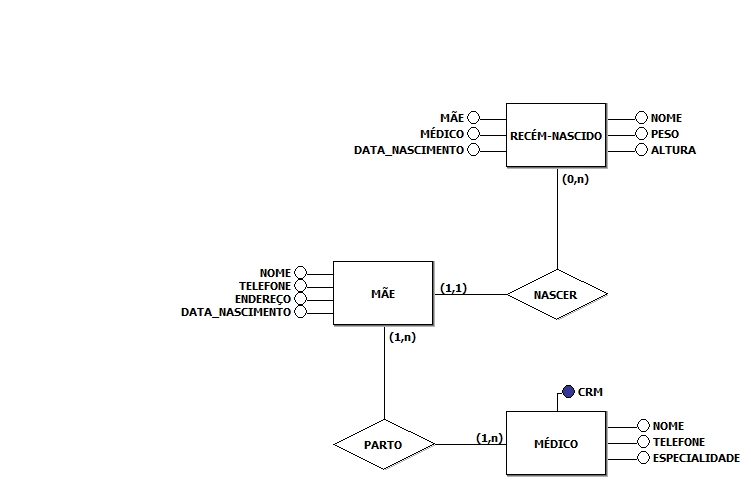 MÃE
MÉDICO
DATA_NASCIMENTO
RECÉM-NASCIDO
NOME
PESO
ALTURA
(0,n)
NOME
TELEFONE
ENDEREÇO
DATA_NASCIMENTO
MÃE
(1,1)
NASCER
(1,n)
PARTO
(1,n)
CRM
MÉDICO
NOME
TELEFONE
ESPECIALIDADE